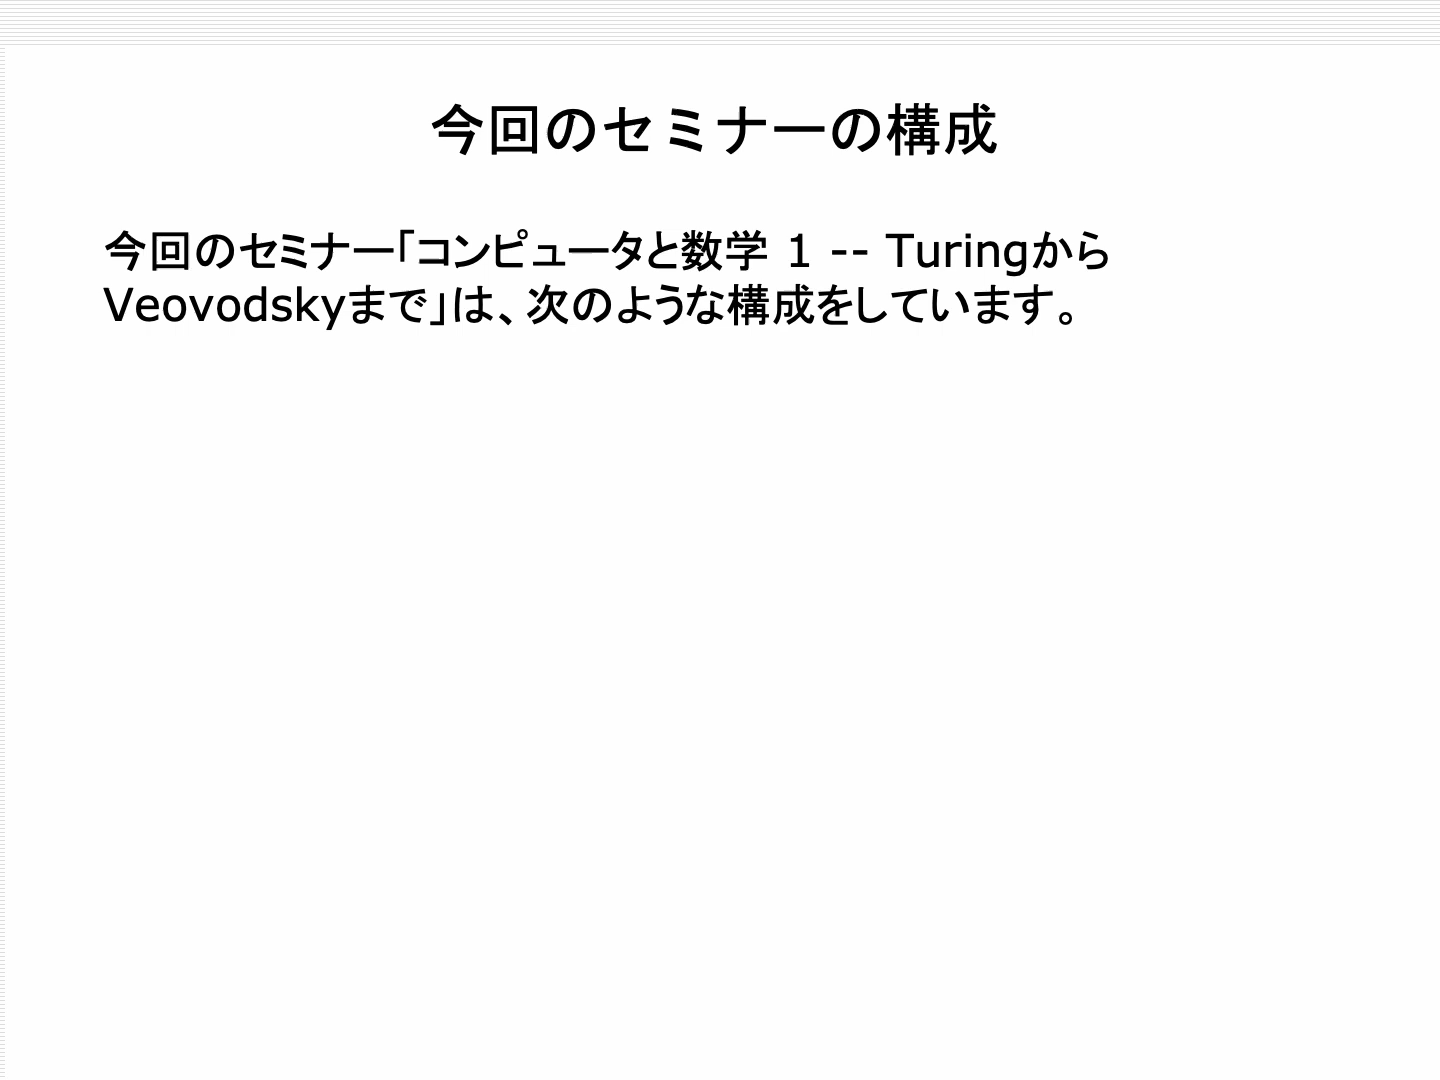 今回のセミナーの構成
今回のセミナー「コンピュータと数学 1 -- Turingから
Veovodskyまで」は、次のような構成をしています。